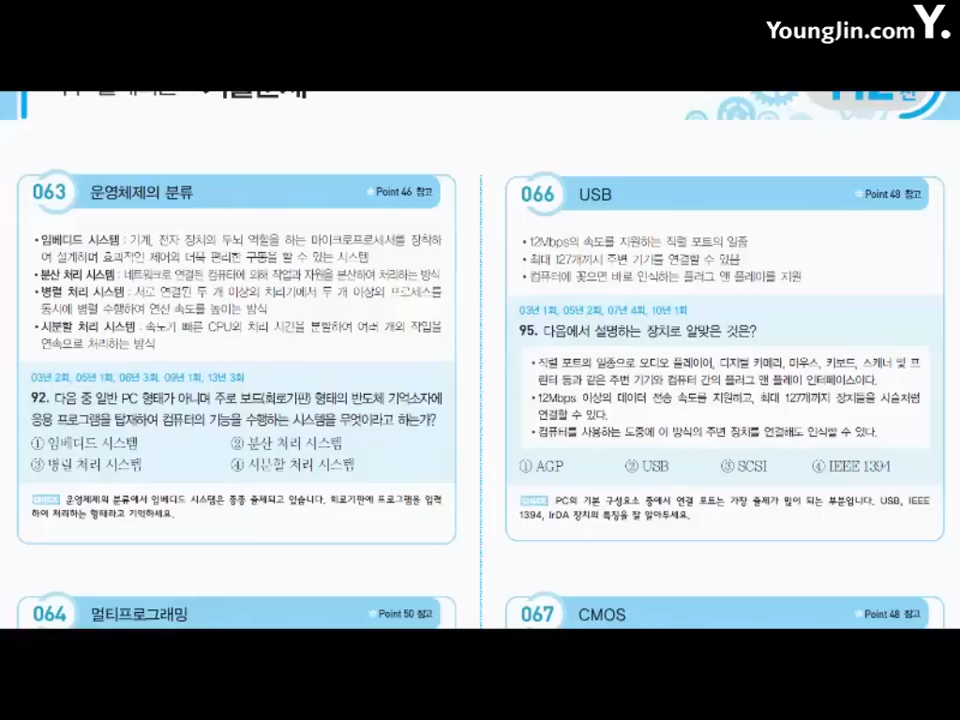 YoungJin.com Y.
063 운영체제의 분류 Point 46 참고
• 임베디드 시스템 : 기계, 전자 장치의 두뇌 역할을 하는 마이크로프로세서를 장착하
여 설계하며 효과적인 제어의 더욱 편리한 구동을 할 수 있는 시스템
• 분산 처리 시스템 : 네트워크로 연결된 컴퓨터에 의해 작업과 자원을 분산하여 처리하는 방식
• 병렬 처리 시스템 : 서로 연결된 두 개 이상의 처리기에서 두 개 이상의 프로세스를
동시에 병렬 수행하여 연산 속도를 높이는 방식
• 시분할 처리 시스템 : 속도가 빠른 CPU의 처리 시간을 분할하여 여러 개의 작업을
연속으로 처리하는 방식
03년 2회, 05년 1회, 06년 3회, 09년 1회, 13년 3회
92. 다음 중 일반 PC 형태가 아니며 주로 보드(회로기판) 형태의 반도체 기억소자에
응용 프로그램을 탑재하여 컴퓨터의 기능을 수행하는 시스템을 무엇이라고 하는가?
① 임베디드 시스템 ② 분산 처리 시스템
③ 병렬 처리 시스템 ④ 시분할 처리 시스템
운영체제의 분류에서 임베디드 시스템은 종종 출제되고 있습니다. 회로기판에 프로그램을 입력
하여 처리하는 형태라고 기억하세요.
064 멀티프로그래밍 Point 50 참고
066 USB Point 48 참고
• 12Mbps의 속도를 지원하는 직렬 포트의 일종
• 최대 127개까지 주변 기기를 연결할 수 있음
• 컴퓨터에 꽂으면 바로 인식하는 플러그 앤 플레이를 지원
03년 1회, 05년 2회, 07년 4회, 10년 1회
95. 다음에서 설명하는 장치로 알맞은 것은?
• 직렬 포트의 일종으로 오디오 플레이어, 디지털 카메라, 마우스, 키보드, 스캐너 및 프
린터 등과 같은 주변 기기와 컴퓨터 간의 플러그 앤 플레이 인터페이스이다.
• 12Mbps 이상의 데이터 전송 속도를 지원하고, 최대 127개까지 장치들을 사슬처럼
연결할 수 있다.
• 컴퓨터를 사용하는 도중에 이 방식의 주변 장치를 연결해도 인식할 수 있다.
① AGP ② USB ③ SCSI ④ IEEE 1394
PC의 기본 구성요소 중에서 연결 포트는 가장 출제가 많이 되는 부분입니다. USB, IEEE
1394, IrDA 장치의 특징을 잘 알아두세요.
067 CMOS Point 48 참고